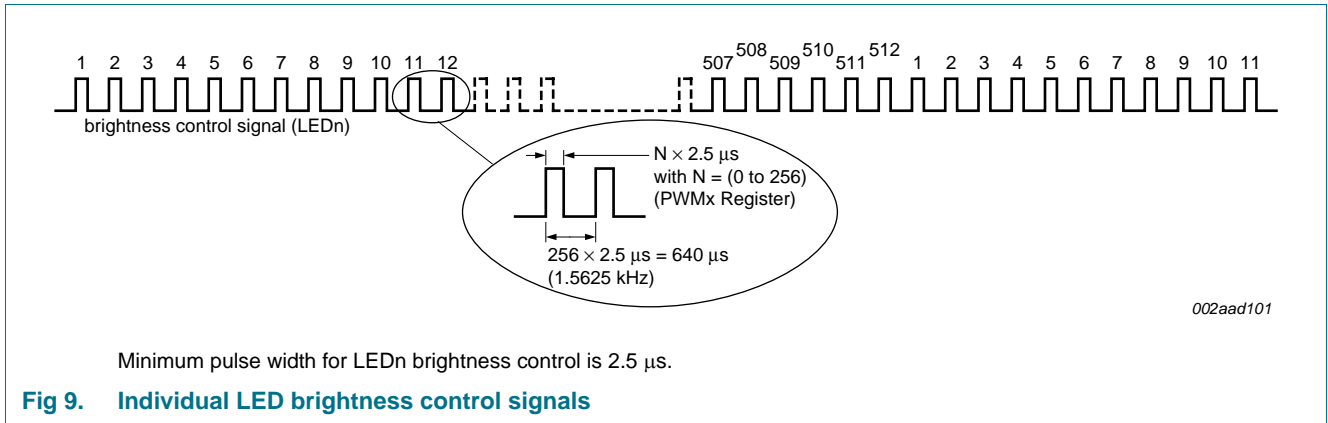 1 2 3 4 5 6 7 8 9 10 11 12 507 508 509 510 511 512 1 2 3 4 5 6 7 8 9 10 11
brightness control signal (LEDn)
N × 2.5 μs
with N = (0 to 256)
(PWMx Register)
256 × 2.5 μs = 640 μs
(1.5625 kHz)
002aad101
Minimum pulse width for LEDn brightness control is 2.5 μs.
Fig 9. Individual LED brightness control signals